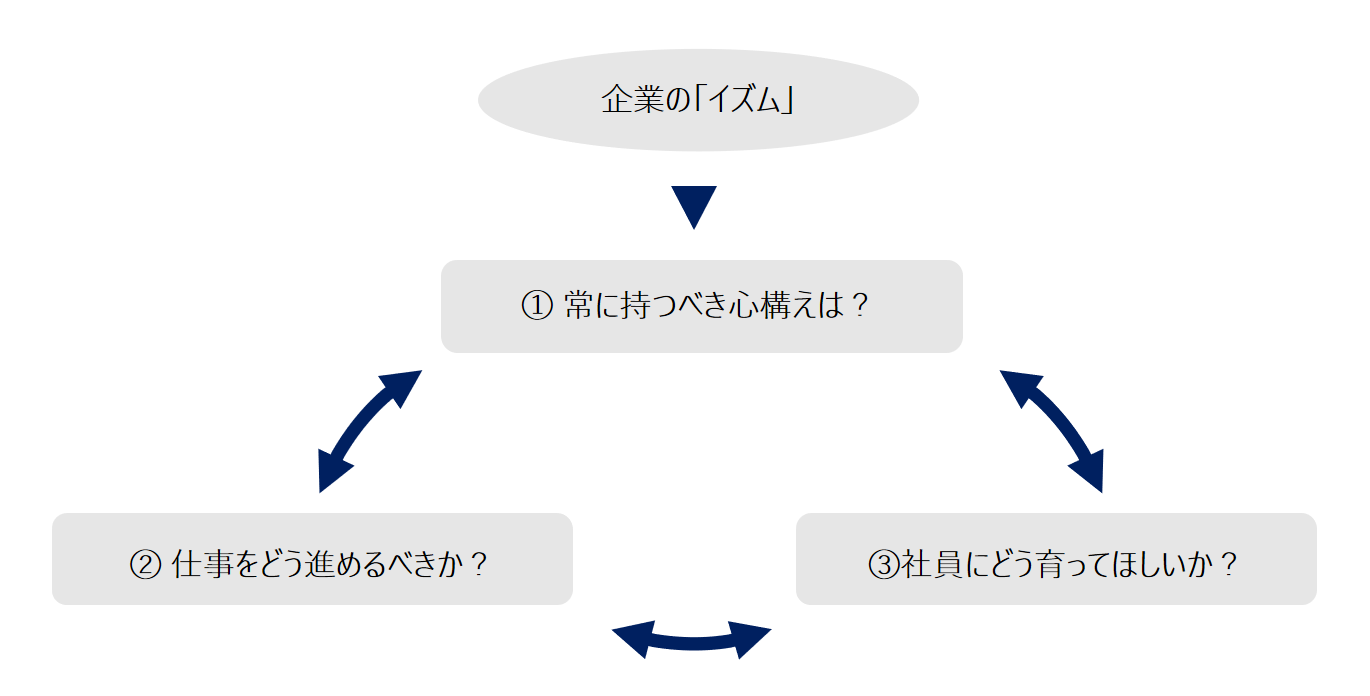 企業の「イズム」
① 常に持つべき心構えは？
② 仕事をどう進めるべきか？
③社員にどう育ってほしいか？